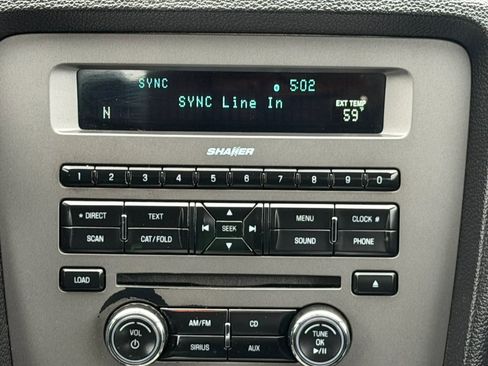 SYNC 5:02
SYNC Line In
N EXT TEMP 59°F
SHAKER
1 2 3 4 5 6 7 8 9 0
* DIRECT TEXT MENU CLOCK #
SEEK
SCAN CAT/FOLD SOUND PHONE
LOAD
AM/FM CD
VOL TUNE
OK
SIRIUS AUX